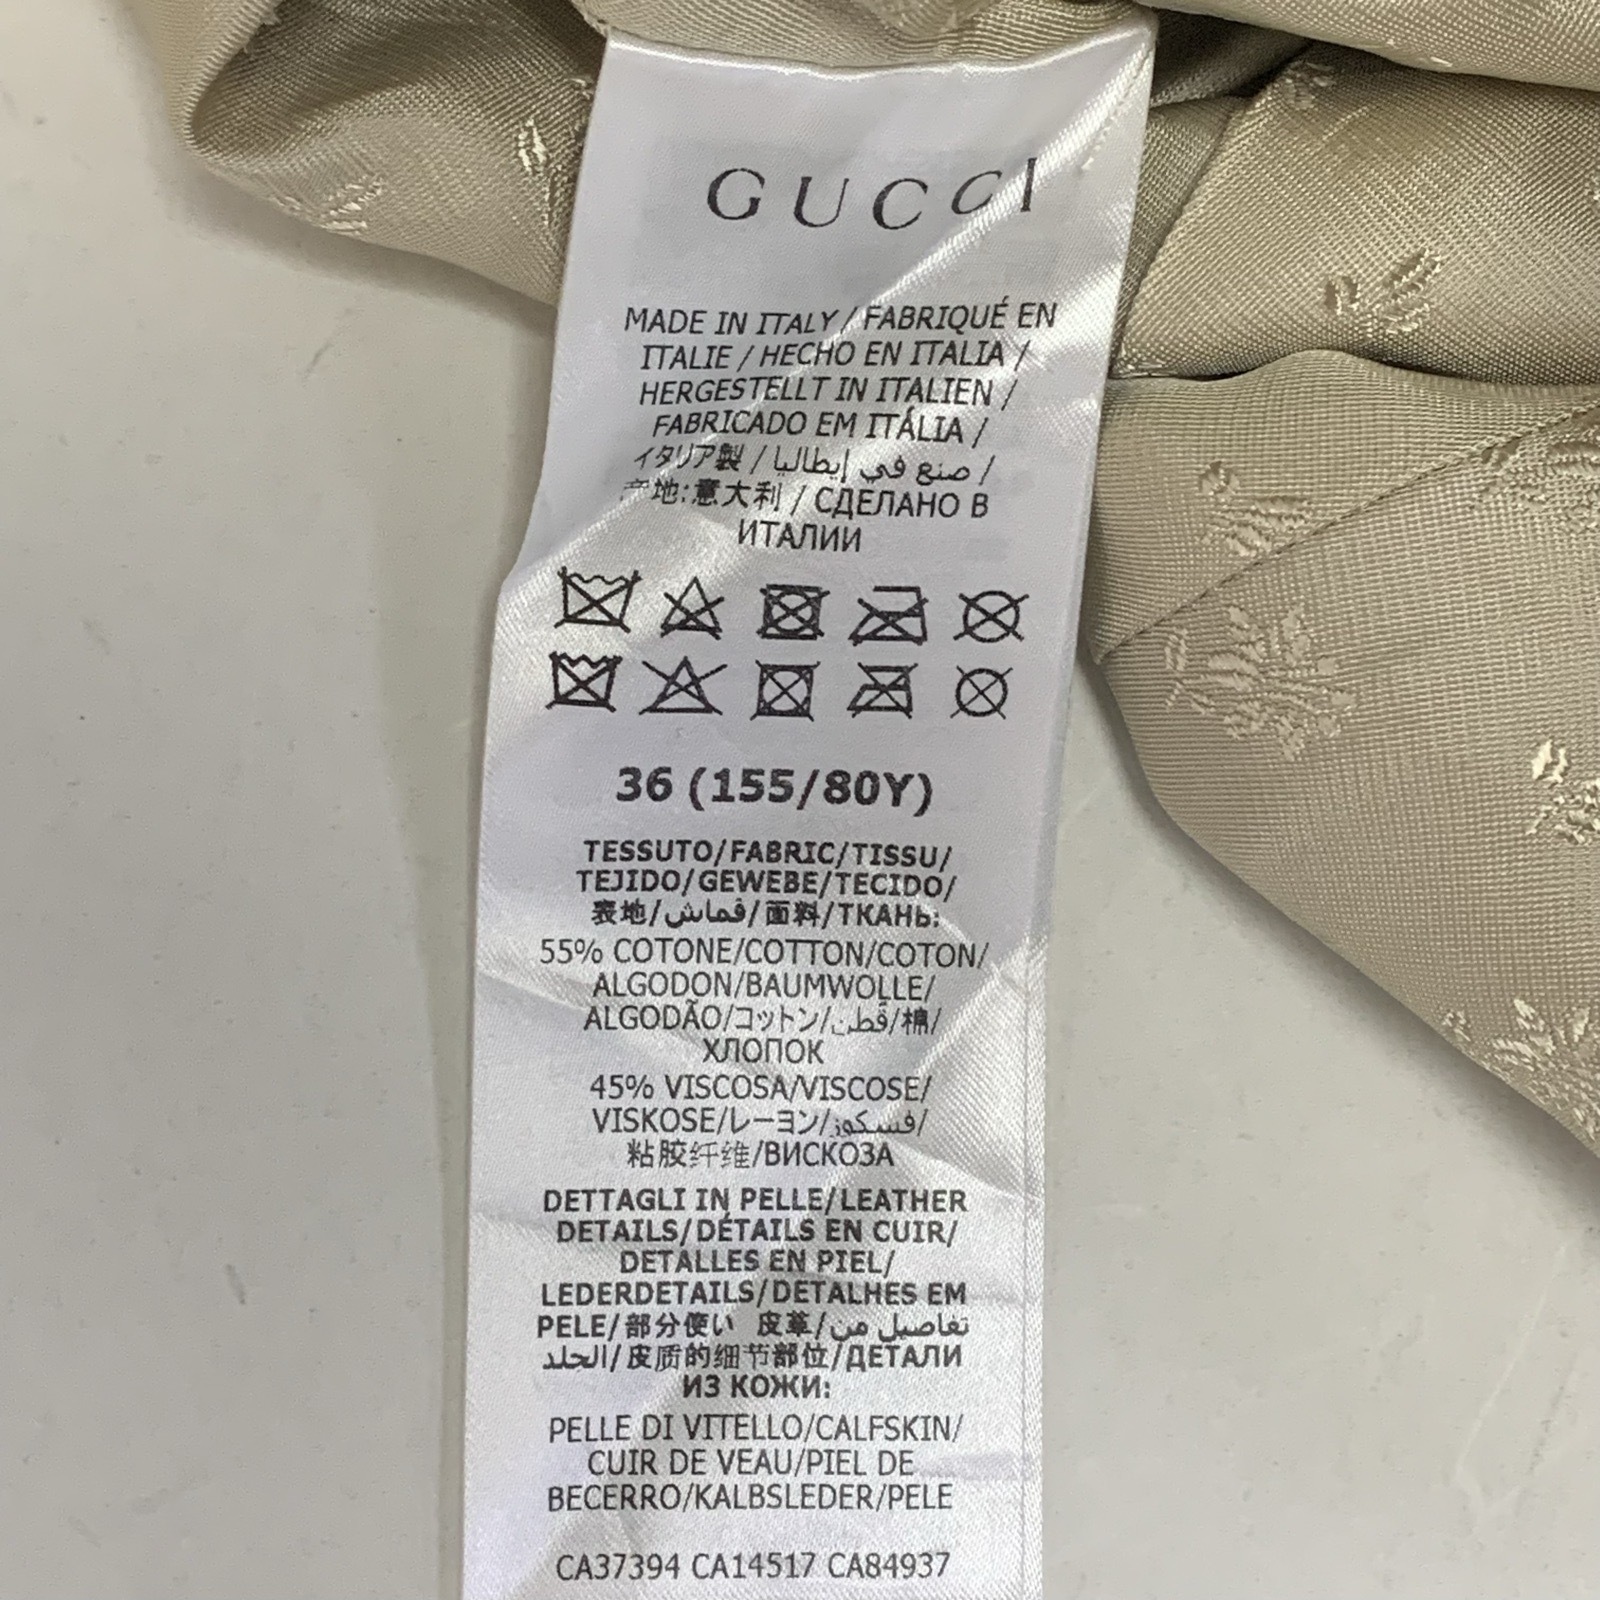 GUCCI
MADE IN ITALY / FABRIQUÉ EN
ITALIE / HECHO EN ITALIA /
HERGESTELLT IN ITALIEN /
FABRICADO EM ITÁLIA /
イタリア製 / صنع في إيطاليا /
产地:意大利 / СДЕЛАНО В
ИТАЛИИ
36 (155/80Y)
TESSUTO/FABRIC/TISSU/
TEJIDO/GEWEBE/TECIDO/
表地/قماش/面料/ТКАНЬ:
55% COTONE/COTTON/COTON/
ALGODON/BAUMWOLLE/
ALGODÃO/コットン/قطن/棉/
ХЛОПОК
45% VISCOSA/VISCOSE/
VISKOSE/レーヨン/فسكوز/
粘胶纤维/ВИСКОЗА
DETTAGLI IN PELLE/LEATHER
DETAILS/DÉTAILS EN CUIR/
DETALLES EN PIEL/
LEDERDETAILS/DETALHES EM
PELE/部分使い 皮革/تفاصيل من
الجلد/皮质的细节部位/ДЕТАЛИ
ИЗ КОЖИ:
PELLE DI VITELLO/CALFSKIN/
CUIR DE VEAU/PIEL DE
BECERRO/KALBSLEDER/PELE
CA37394 CA14517 CA84937